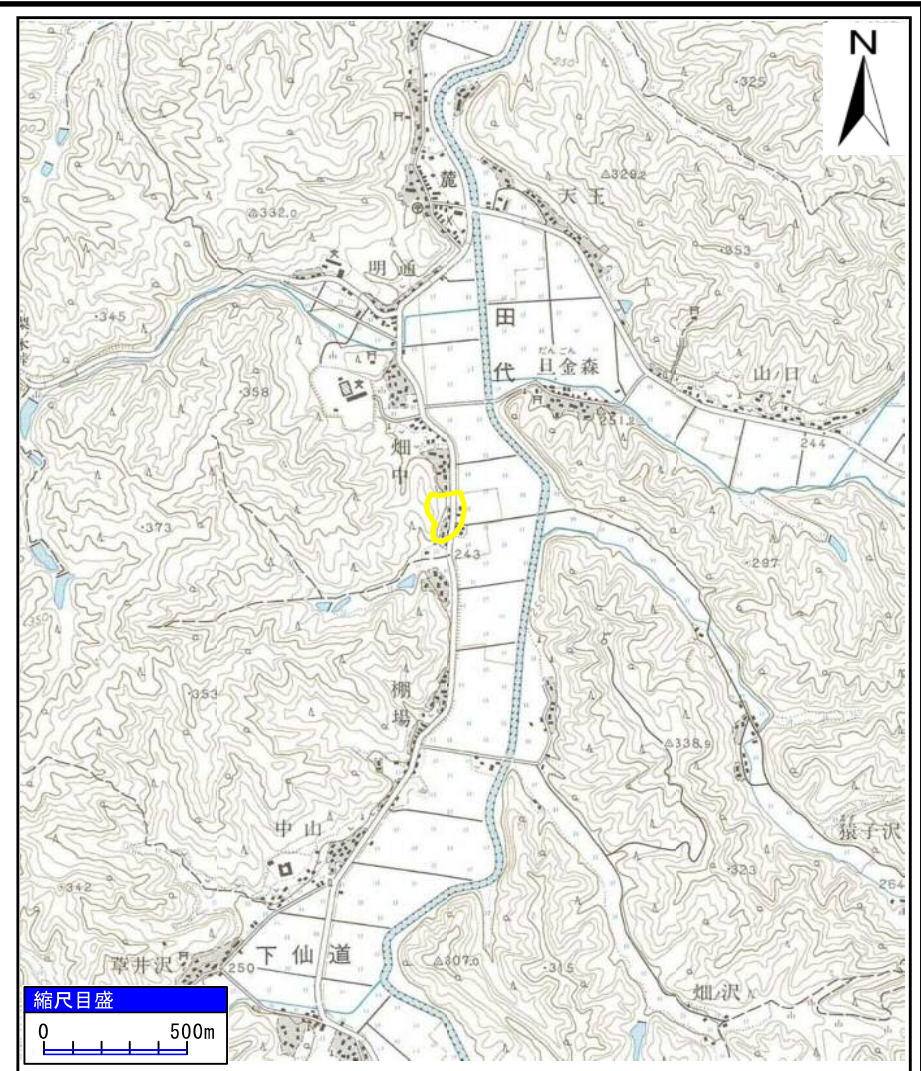 N
・325
△329.2
天王
麓
△332.0
・353
明通
・345
田代
だんごん
旦金森
山ノ日
・358
251.2
244
畑中
・373
243
・297
・353
棚場
△338.9
中山
猿子沢
・323
・342
264
下仙道
草井沢
250
△307.0
・315
畑ノ沢
縮尺目盛
0 500m